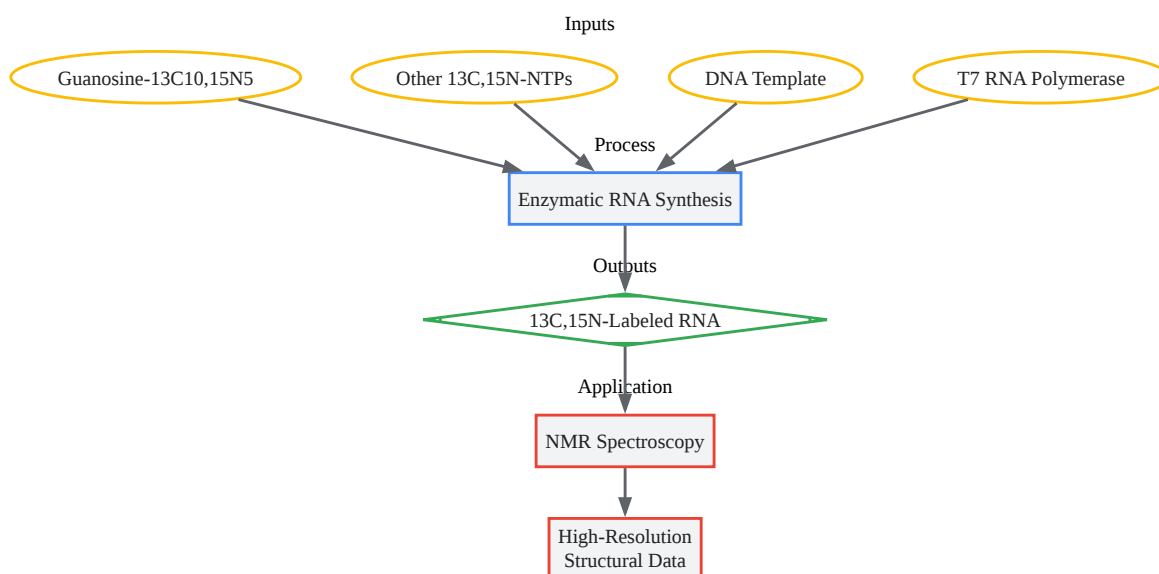 Inputs
Guanosine-13C10,15N5
Other 13C,15N-NTPs
DNA Template
T7 RNA Polymerase
Process
Enzymatic RNA Synthesis
Outputs
13C,15N-Labeled RNA
Application
NMR Spectroscopy
High-Resolution
Structural Data